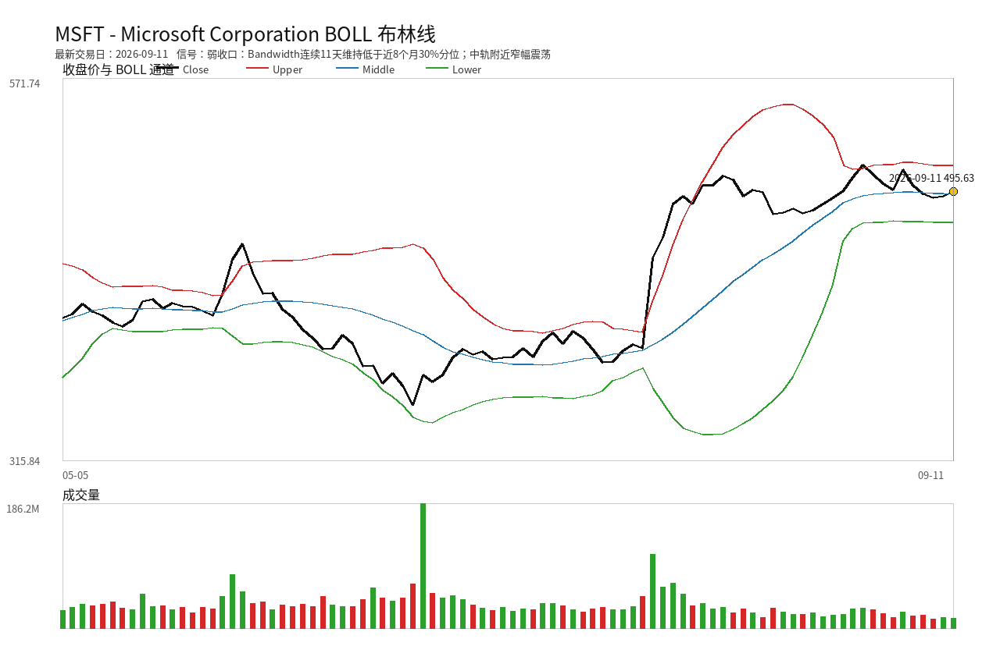 MSFT - Microsoft Corporation BOLL 布林线
最新交易日：2026-09-11 信号：弱收口：Bandwidth连续11天维持低于近8个月30%分位；中轨附近窄幅震荡
收盘价与 BOLL 通道 Close Upper Middle Lower
571.74
2026-09-11 495.63
315.84
05-05 09-11
成交量
186.2M